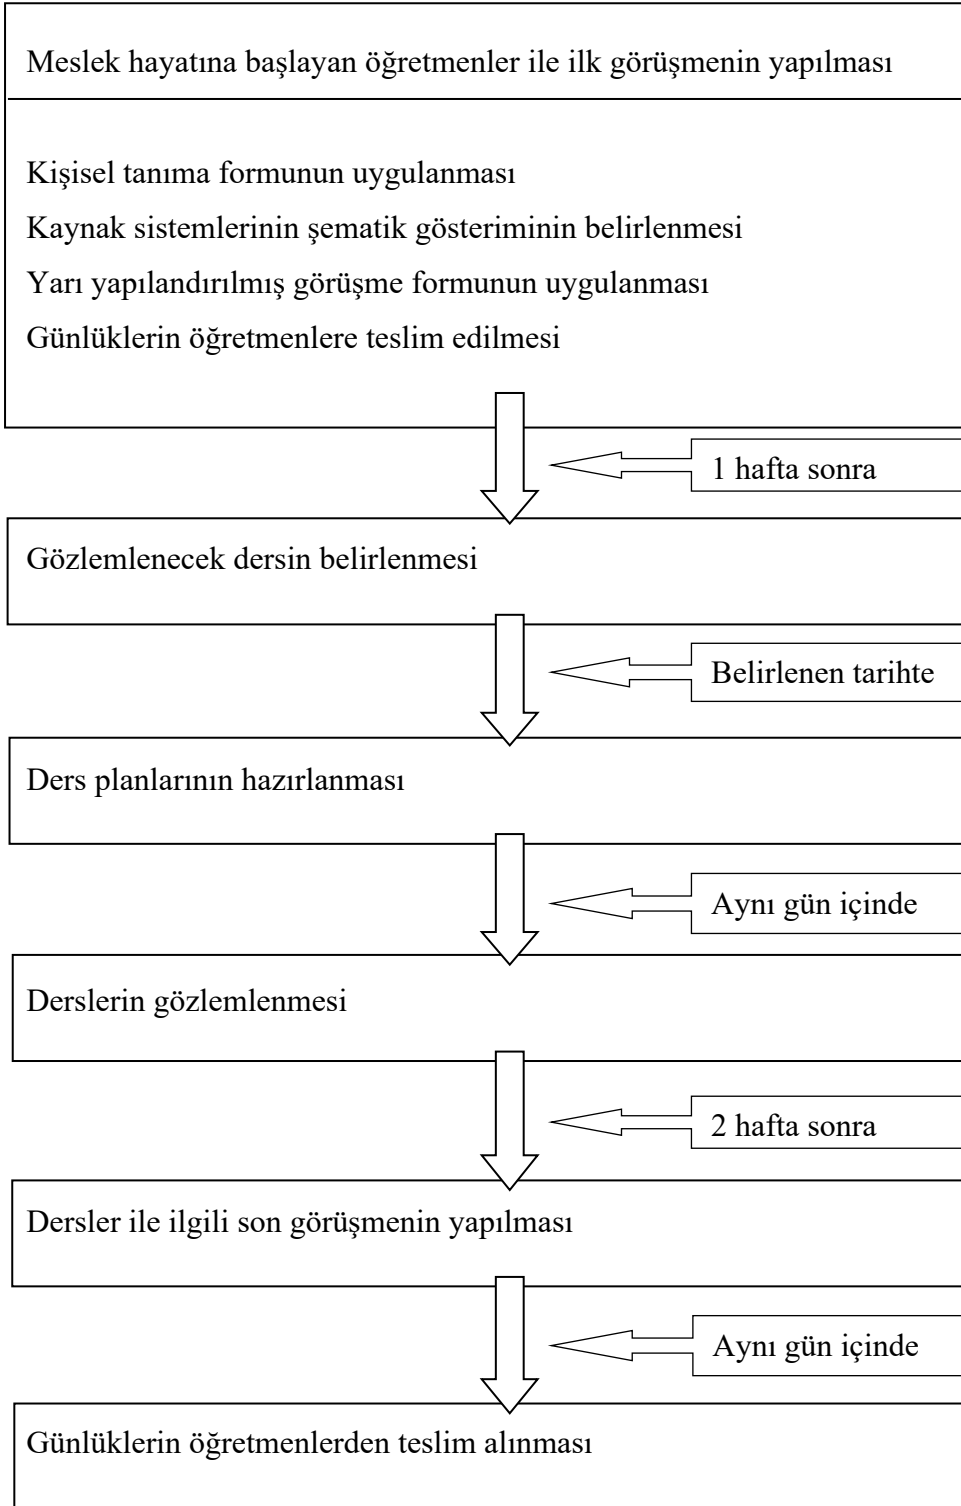 Meslek hayatına başlayan öğretmenler ile ilk görüşmenin yapılması
Kişisel tanıma formunun uygulanması
Kaynak sistemlerinin şematik gösteriminin belirlenmesi
Yarı yapılandırılmış görüşme formunun uygulanması
Günlüklerin öğretmenlere teslim edilmesi
1 hafta sonra
Gözlemlenecek dersin belirlenmesi
Belirlenen tarihte
Ders planlarının hazırlanması
Aynı gün içinde
Derslerin gözlemlenmesi
2 hafta sonra
Dersler ile ilgili son görüşmenin yapılması
Aynı gün içinde
Günlüklerin öğretmenlerden teslim alınması